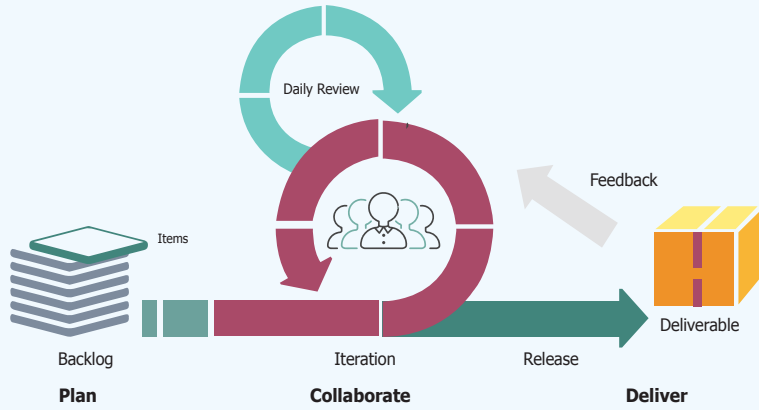 Daily Review
Feedback
Items
Deliverable
Backlog
Iteration
Release
Plan
Collaborate
Deliver